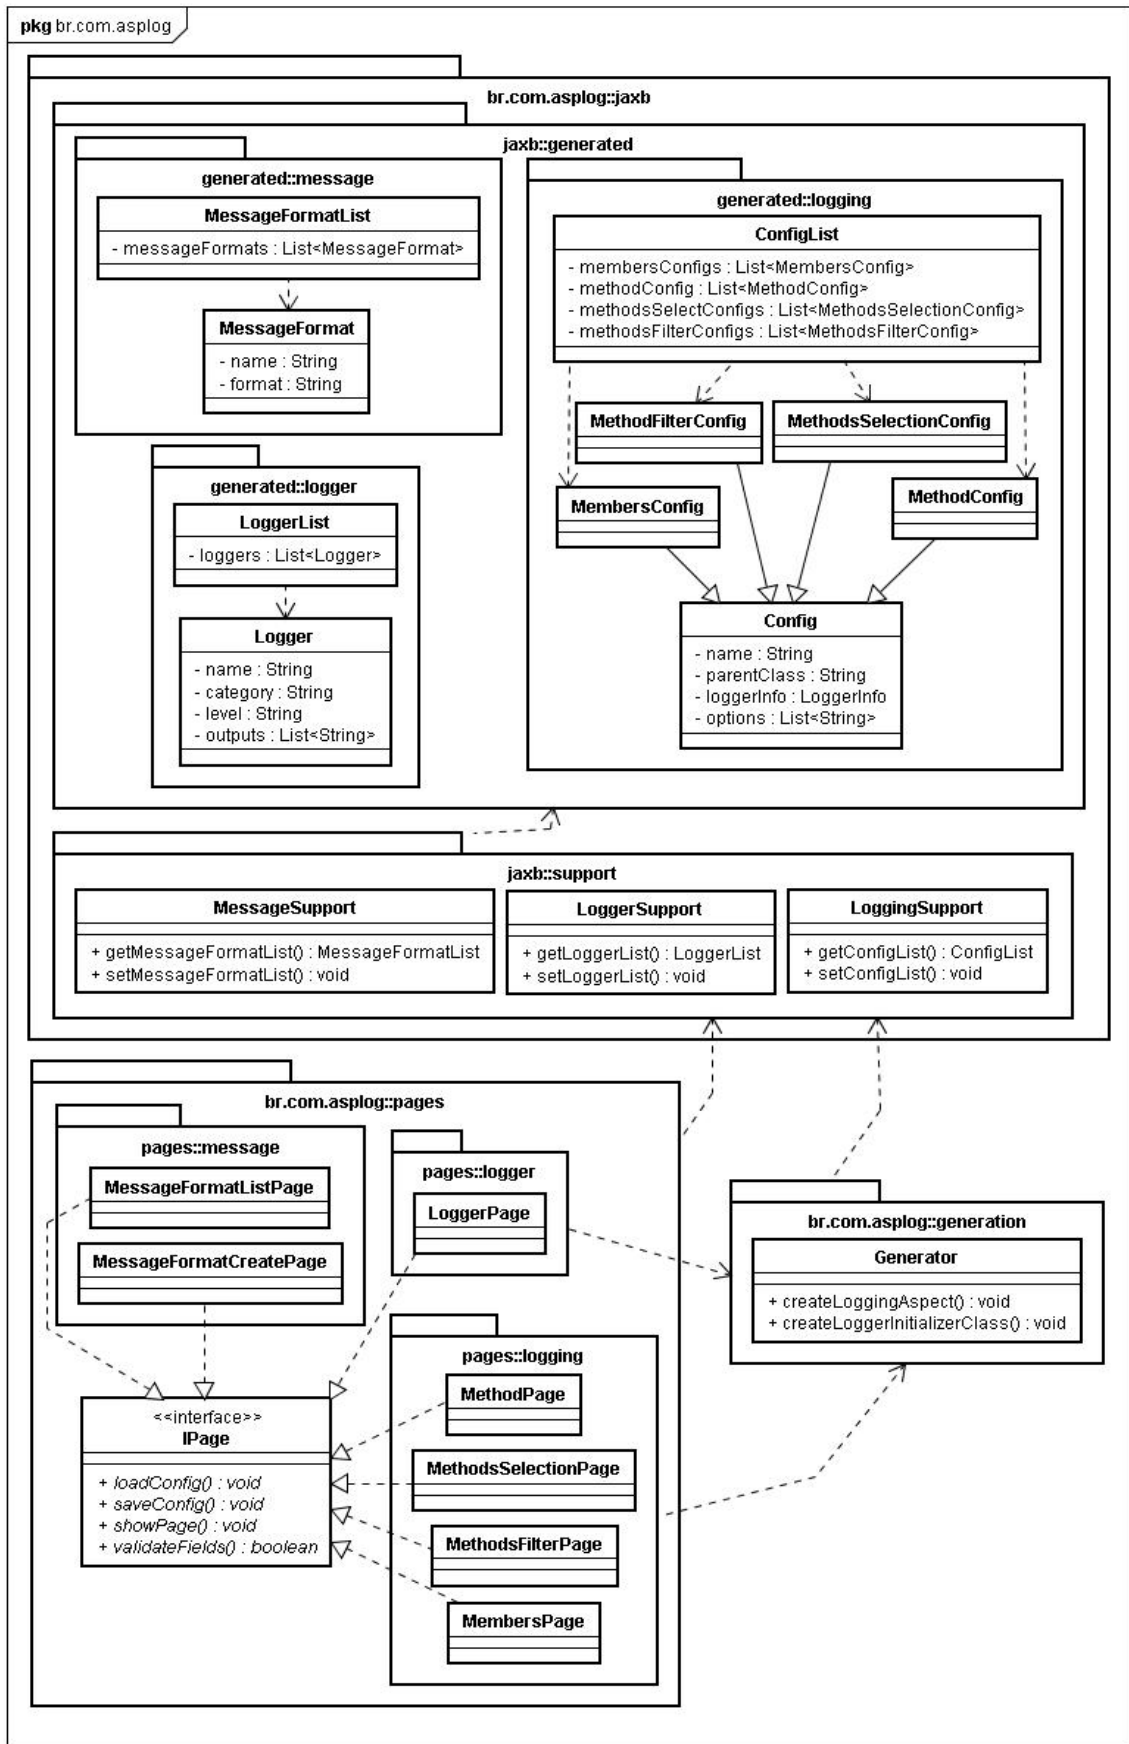 pkg br.com.asplog
br.com.asplog::jaxb
jaxb::generated
generated::message
MessageFormatList
- messageFormats : List<MessageFormat>
MessageFormat
- name : String
- format : String
generated::logger
LoggerList
- loggers : List<Logger>
Logger
- name : String
- category : String
- level : String
- outputs : List<String>
generated::logging
ConfigList
- membersConfigs : List<MembersConfig>
- methodConfig : List<MethodConfig>
- methodsSelectConfigs : List<MethodsSelectionConfig>
- methodsFilterConfigs : List<MethodsFilterConfig>
MethodFilterConfig
MethodsSelectionConfig
MembersConfig
MethodConfig
Config
- name : String
- parentClass : String
- loggerInfo : LoggerInfo
- options : List<String>
jaxb::support
MessageSupport
+ getMessageFormatList() : MessageFormatList
+ setMessageFormatList() : void
LoggerSupport
+ getLoggerList() : LoggerList
+ setLoggerList() : void
LoggingSupport
+ getConfigList() : ConfigList
+ setConfigList() : void
br.com.asplog::pages
pages::message
MessageFormatListPage
MessageFormatCreatePage
pages::logger
LoggerPage
br.com.asplog::generation
Generator
+ createLoggingAspect() : void
+ createLoggerInitializerClass() : void
<<interface>>
IPage
+ loadConfig() : void
+ saveConfig() : void
+ showPage() : void
+ validateFields() : boolean
pages::logging
MethodPage
MethodsSelectionPage
MethodsFilterPage
MembersPage